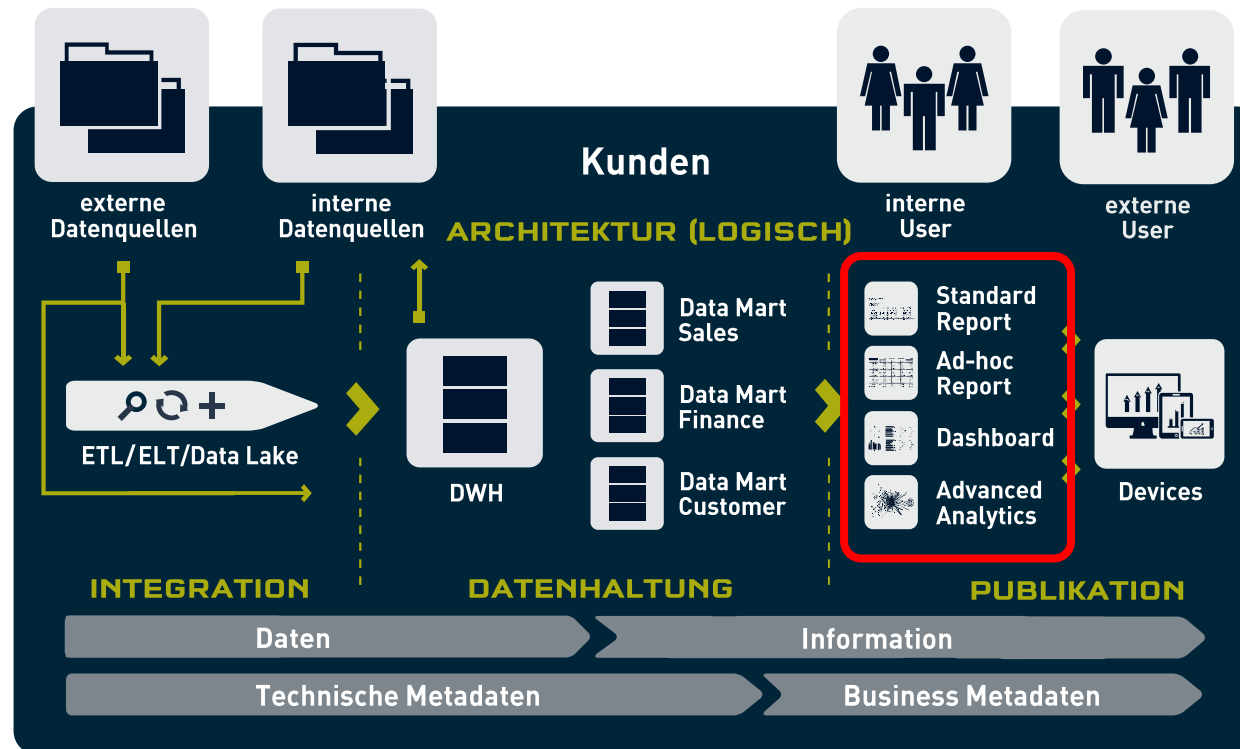 Kunden
externe
Datenquellen
interne
Datenquellen
interne
User
externe
User
ARCHITEKTUR (LOGISCH)
ETL/ELT/Data Lake
DWH
Data Mart
Sales
Data Mart
Finance
Data Mart
Customer
Standard
Report
Ad-hoc
Report
Dashboard
Advanced
Analytics
Devices
INTEGRATION
DATENHALTUNG
PUBLIKATION
Daten
Information
Technische Metadaten
Business Metadaten